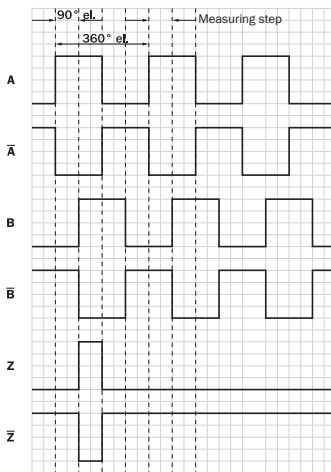 90° el. Measuring step
360° el.
A
A̅
B
B̅
Z
Z̅